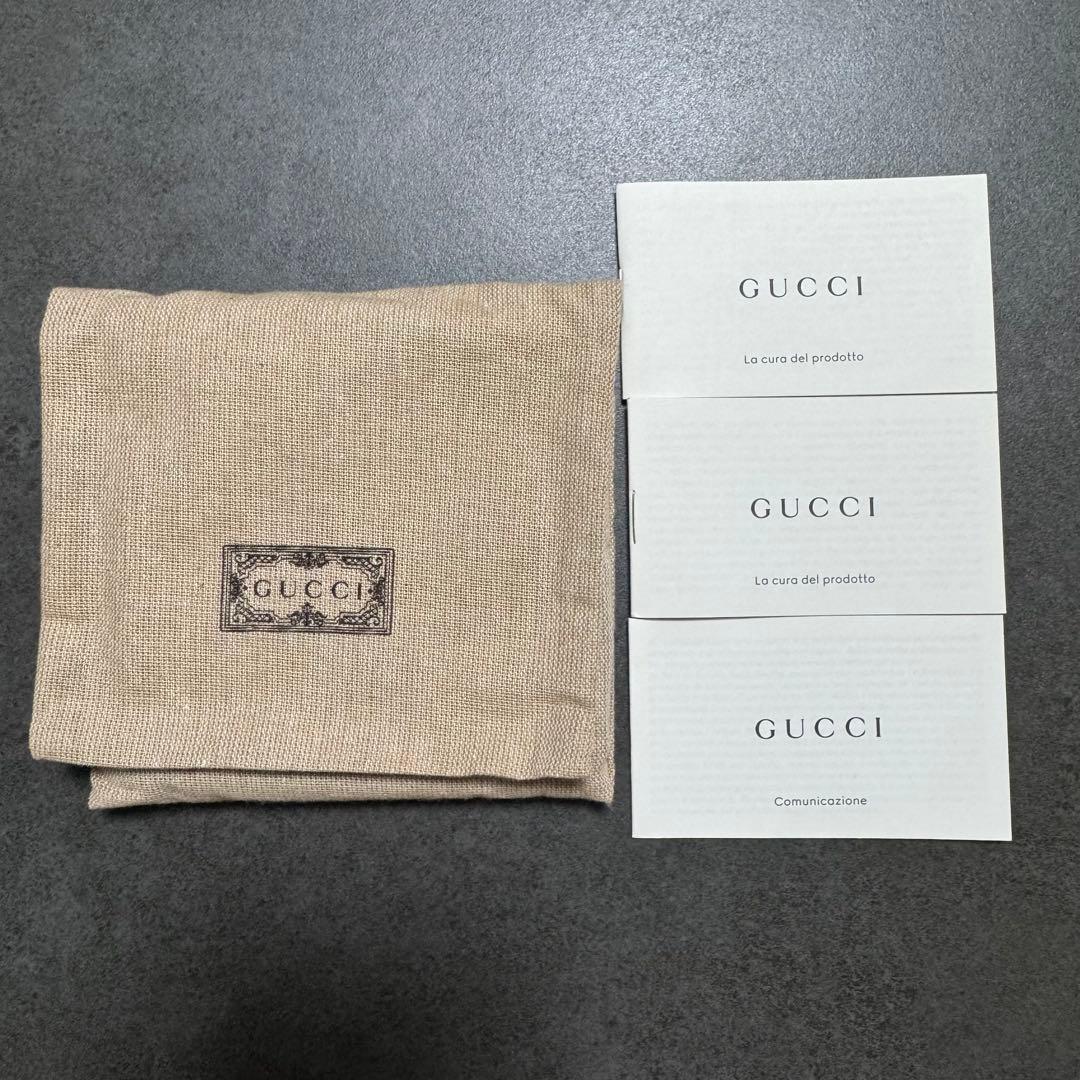 GUCCI
GUCCI
La cura del prodotto
GUCCI
La cura del prodotto
GUCCI
Comunicazione